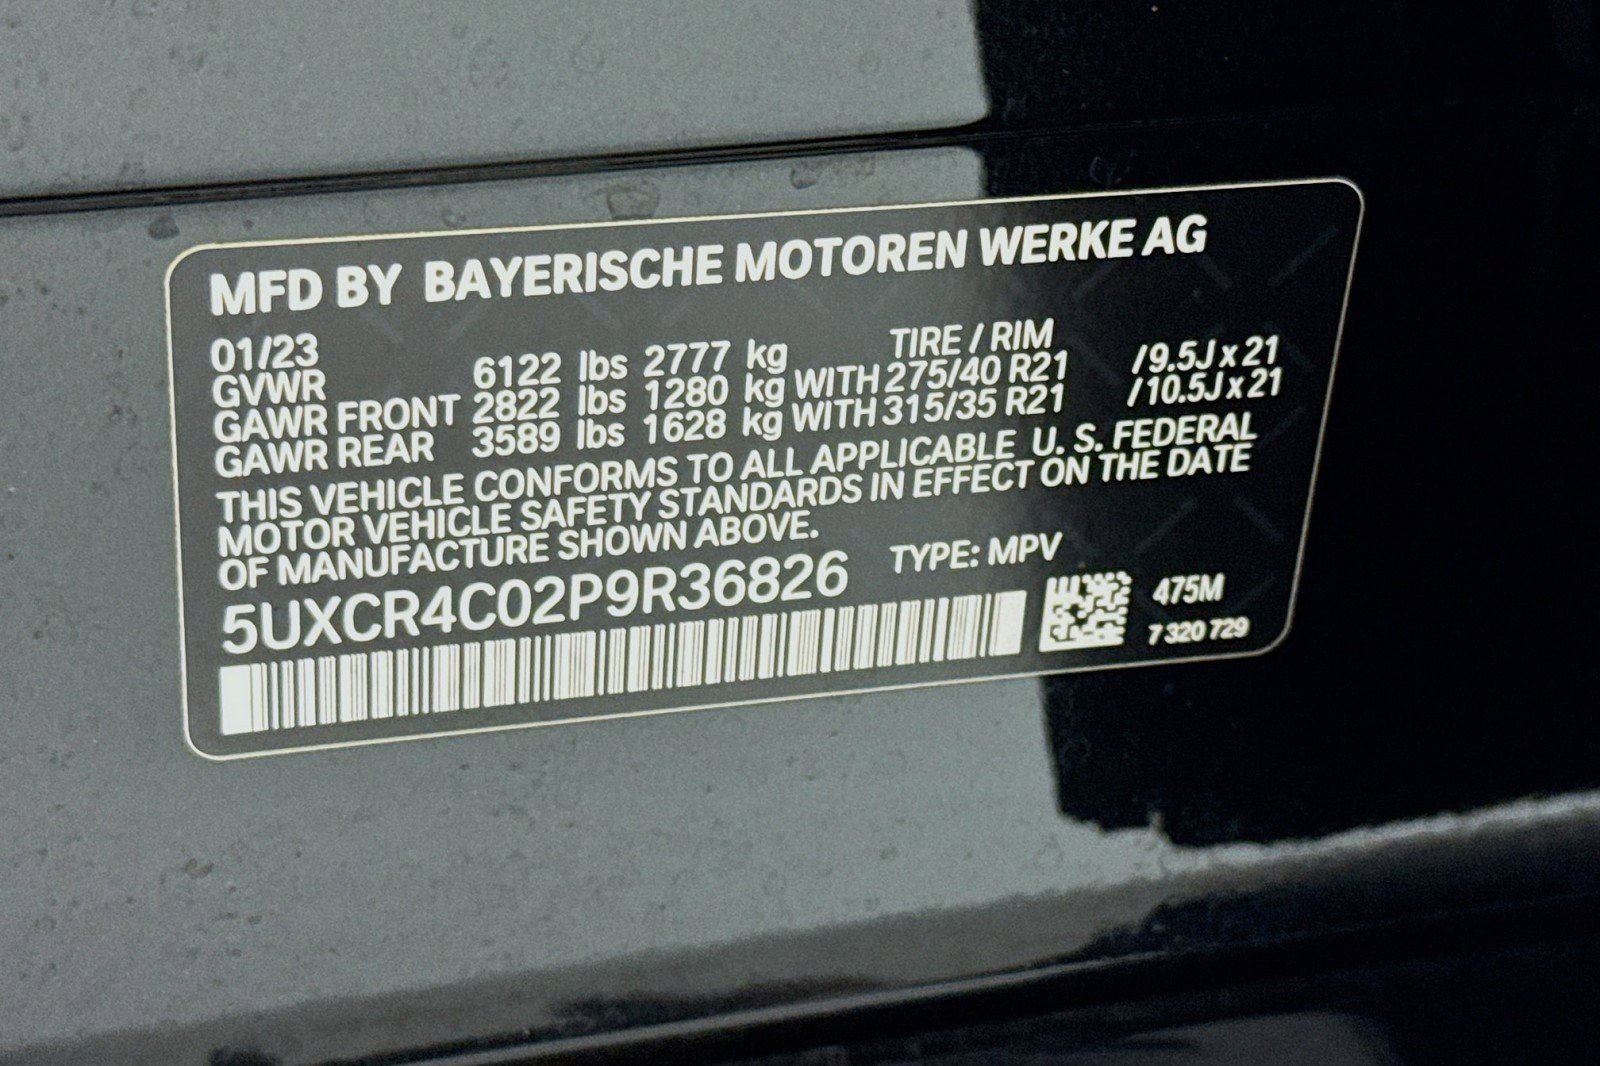 MFD BY BAYERISCHE MOTOREN WERKE AG
01/23 TIRE / RIM
GVWR 6122 lbs 2777 kg
GAWR FRONT 2822 lbs 1280 kg WITH 275/40 R21 /9.5J x 21
GAWR REAR 3589 lbs 1628 kg WITH 315/35 R21 /10.5J x 21
THIS VEHICLE CONFORMS TO ALL APPLICABLE U. S. FEDERAL
MOTOR VEHICLE SAFETY STANDARDS IN EFFECT ON THE DATE
OF MANUFACTURE SHOWN ABOVE.
5UXCR4C02P9R36826 TYPE: MPV
475M
7 320 729